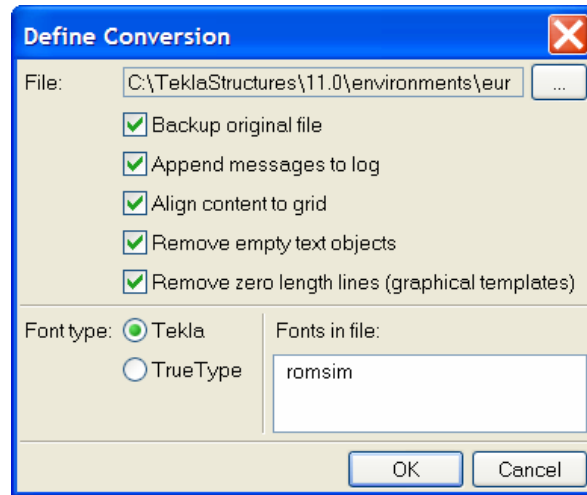 Define Conversion
File: C:\TeklaStructures\11.0\environments\eur ...
Backup original file
Append messages to log
Align content to grid
Remove empty text objects
Remove zero length lines (graphical templates)
Font type: Tekla Fonts in file:
TrueType romsim
OK Cancel